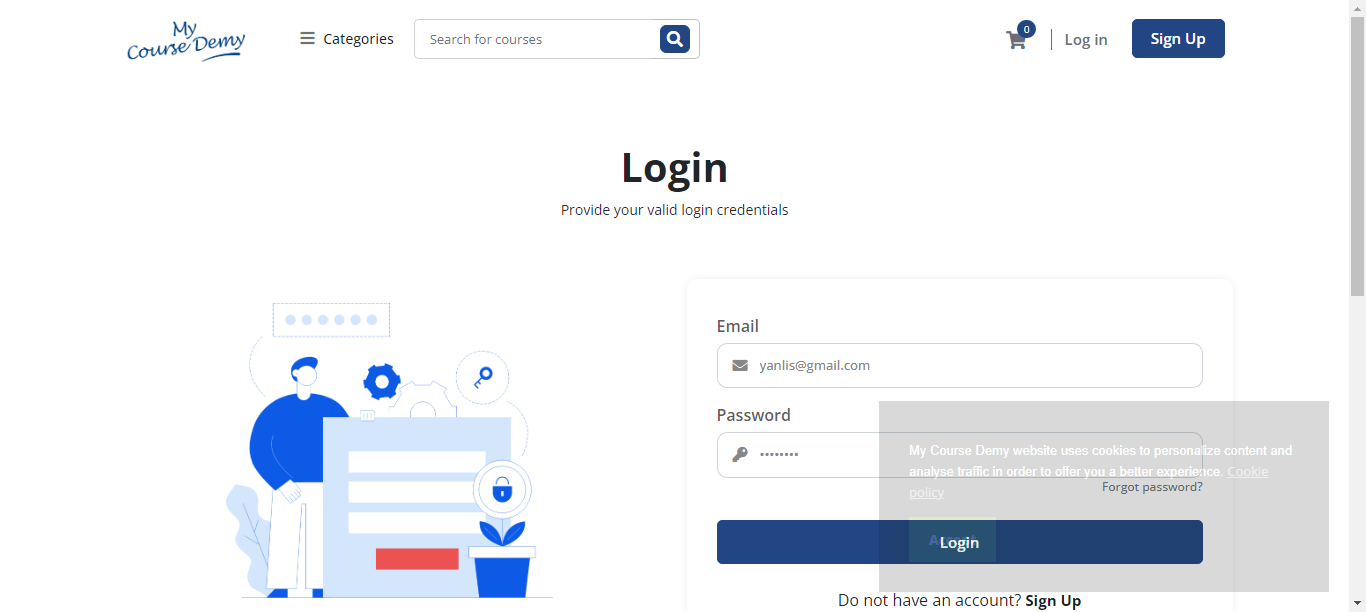 My
Course Demy
Categories
Search for courses
0
Log in
Sign Up
Login
Provide your valid login credentials
Email
yanlis@gmail.com
Password
••••••••
My Course Demy website uses cookies to personalize content and
analyse traffic in order to offer you a better experience. Cookie
policy
Forgot password?
Login
Do not have an account? Sign Up